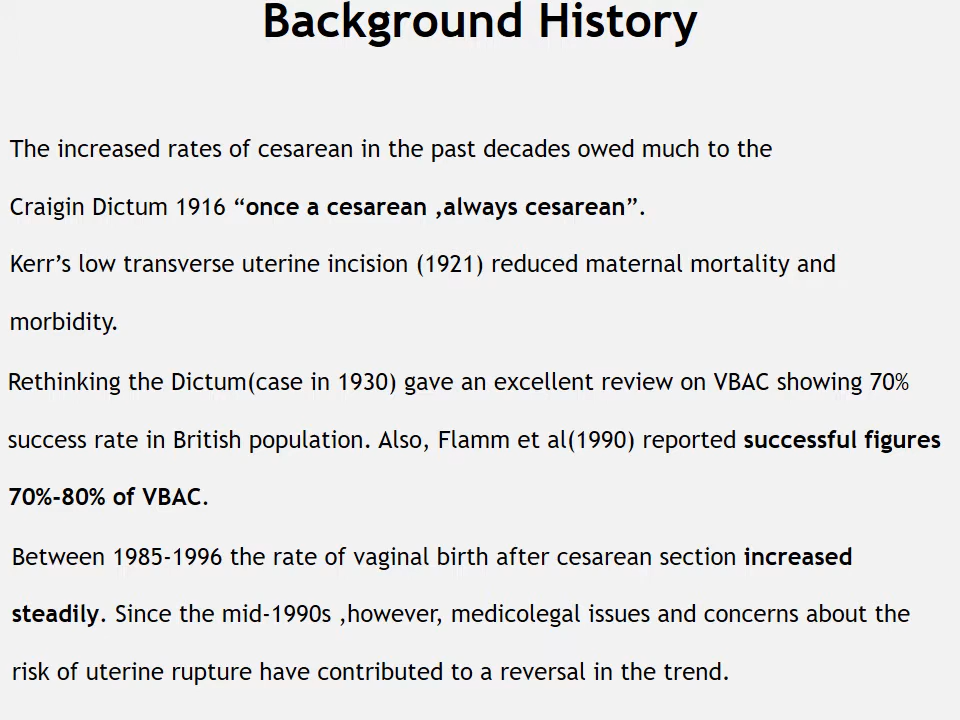 Background History
The increased rates of cesarean in the past decades owed much to the
Craigin Dictum 1916 “once a cesarean ,always cesarean”.
Kerr’s low transverse uterine incision (1921) reduced maternal mortality and
morbidity.
Rethinking the Dictum(case in 1930) gave an excellent review on VBAC showing 70%
success rate in British population. Also, Flamm et al(1990) reported successful figures
70%-80% of VBAC.
Between 1985-1996 the rate of vaginal birth after cesarean section increased
steadily. Since the mid-1990s ,however, medicolegal issues and concerns about the
risk of uterine rupture have contributed to a reversal in the trend.